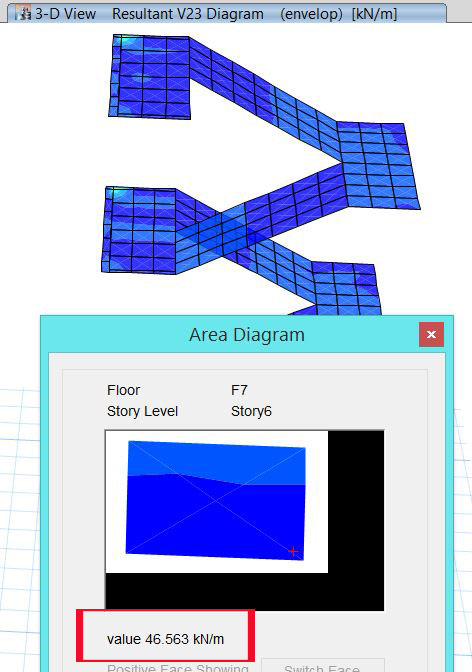 3-D View Resultant V23 Diagram (envelop) [kN/m]
Area Diagram
Floor F7
Story Level Story6
value 46.563 kN/m
Positive Face Showing Switch Face